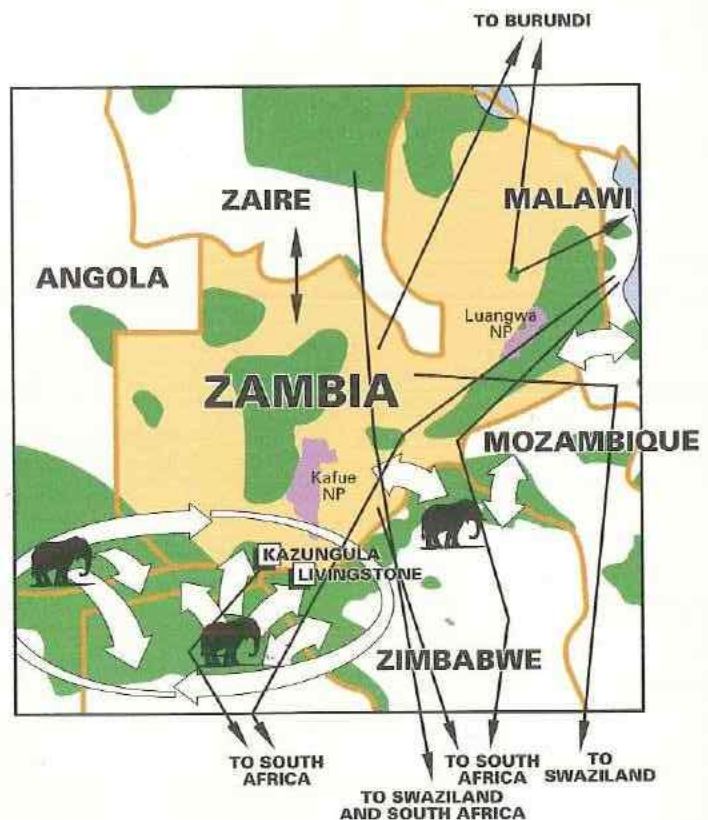 TO BURUNDI
ZAIRE
MALAWI
ANGOLA
Luangwa
NP
ZAMBIA
MOZAMBIQUE
Kafue
NP
KAZUNGULA
LIVINGSTONE
ZIMBABWE
TO SOUTH
AFRICA
TO SOUTH
AFRICA
TO
SWAZILAND
TO SWAZILAND
AND SOUTH AFRICA